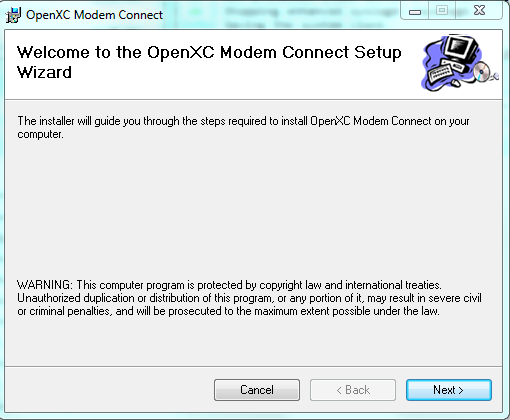 OpenXC Modem Connect
Welcome to the OpenXC Modem Connect Setup
Wizard
The installer will guide you through the steps required to install OpenXC Modem Connect on your
computer.
WARNING: This computer program is protected by copyright law and international treaties.
Unauthorized duplication or distribution of this program, or any portion of it, may result in severe civil
or criminal penalties, and will be prosecuted to the maximum extent possible under the law.
Cancel
< Back
Next >